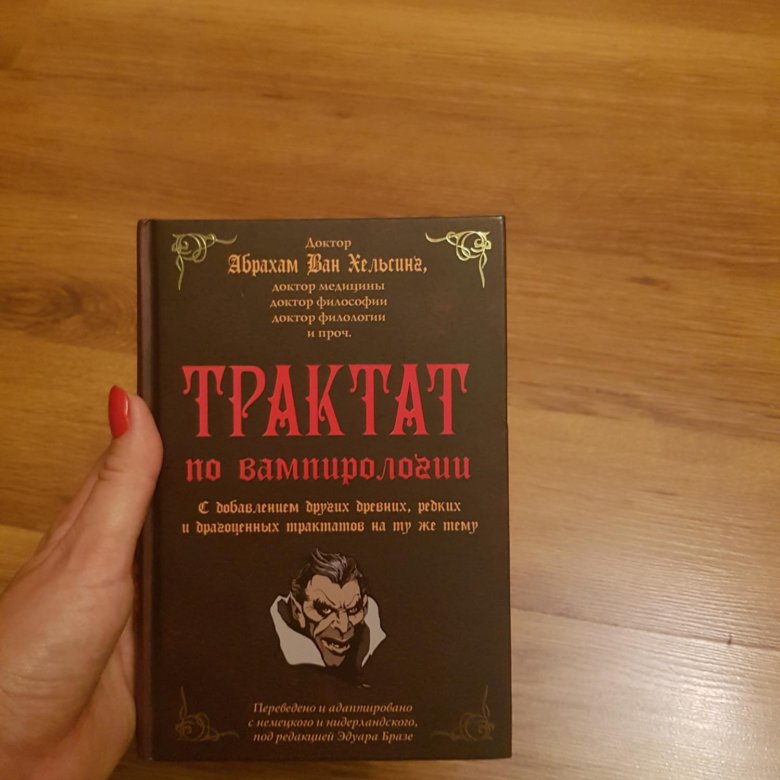 Доктор
Абрахам Ван Хельсинг,
доктор медицины
доктор философии
доктор филологии
и проч.
ТРАКТАТ
по вампирологии
С добавлением других древних, редких
и драгоценных трактатов на ту же тему
Переведено и адаптировано
с немецкого и нидерландского,
под редакцией Эдуара Бразе